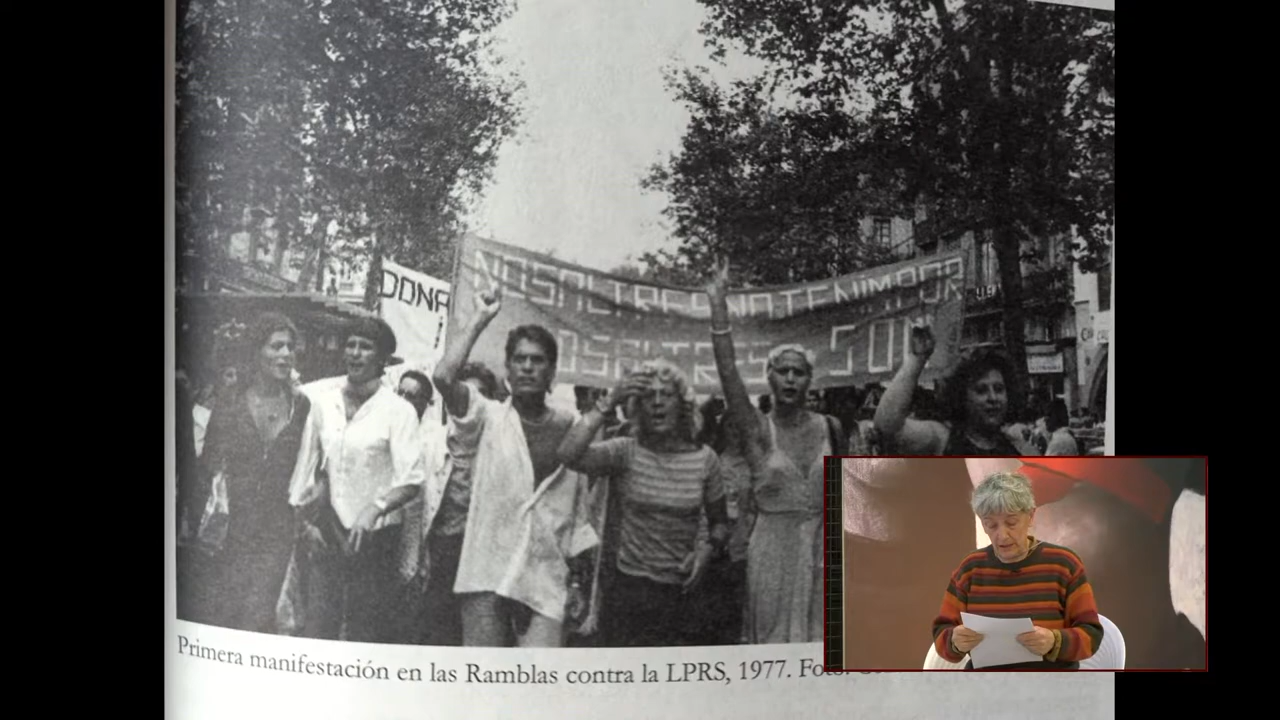 DONA
NOSALTRES NO TENIM POR
NOSALTRES SOM
Primera manifestación en las Ramblas contra la LPRS, 1977. Foto: